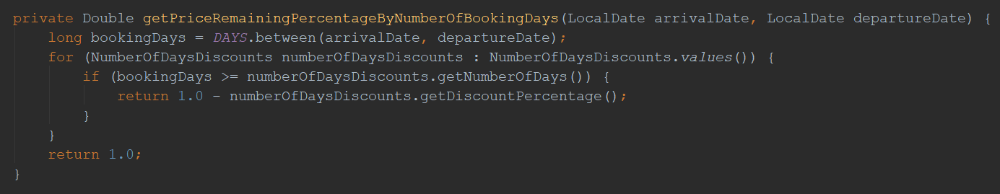 private Double getPriceRemainingPercentageByNumberOfBookingDays(LocalDate arrivalDate, LocalDate departureDate) {
    long bookingDays = DAYS.between(arrivalDate, departureDate);
    for (NumberOfDaysDiscounts numberOfDaysDiscounts : NumberOfDaysDiscounts.values()) {
        if (bookingDays >= numberOfDaysDiscounts.getNumberOfDays()) {
            return 1.0 - numberOfDaysDiscounts.getDiscountPercentage();
        }
    }
    return 1.0;
}